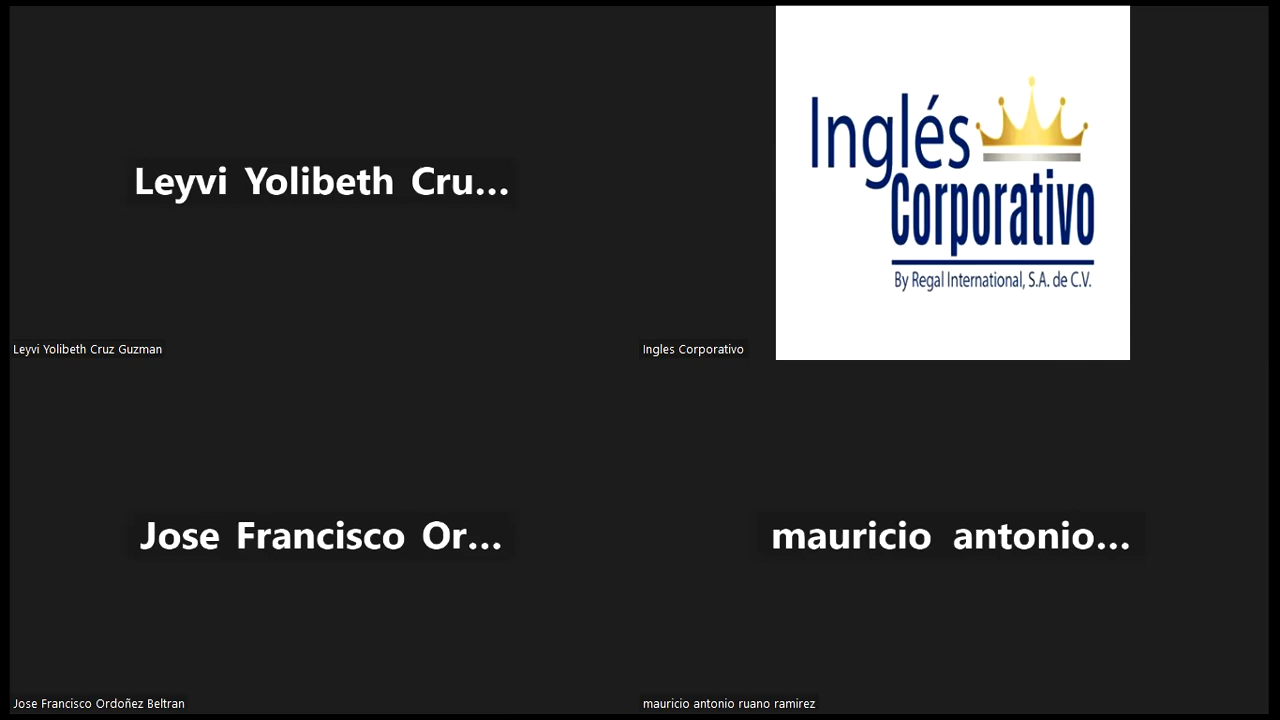 Leyvi Yolibeth Cru...
Leyvi Yolibeth Cruz Guzman
Inglés
Corporativo
By Regal International, S.A. de C.V.
Ingles Corporativo
Jose Francisco Or...
Jose Francisco Ordoñez Beltran
mauricio antonio...
mauricio antonio ruano ramirez